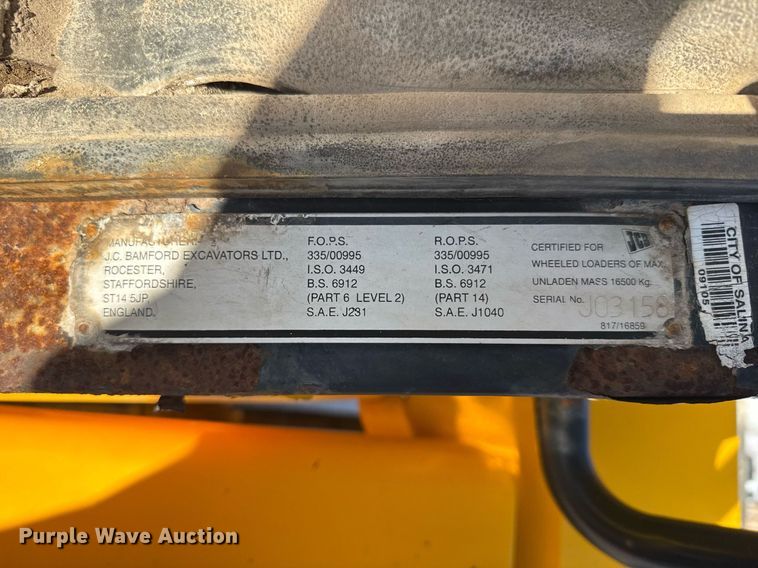 MANUFACTURER:
J.C. BAMFORD EXCAVATORS LTD.,
ROCESTER,
STAFFORDSHIRE,
ST14 5JP
ENGLAND.
F.O.P.S.
335/00995
I.S.O. 3449
B.S. 6912
(PART 6 LEVEL 2)
S.A.E. J231
R.O.P.S.
335/00995
I.S.O. 3471
B.S. 6912
(PART 14)
S.A.E. J1040
JCB
CERTIFIED FOR
WHEELED LOADERS OF MAX.
UNLADEN MASS 16500 Kg.
SERIAL No.
817/16859
CITY OF SALINA
Purple Wave Auction